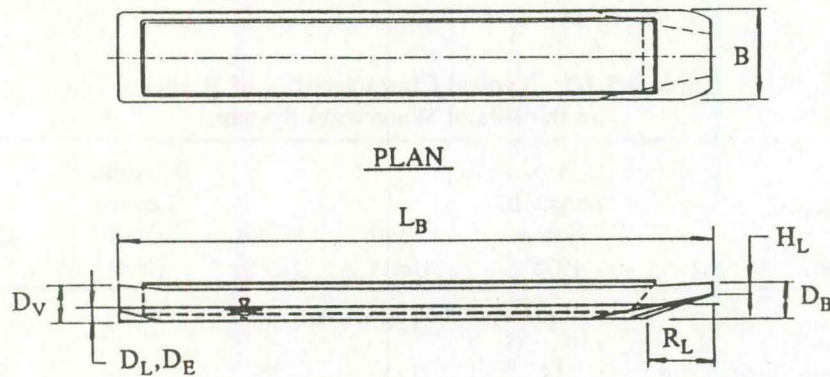 B
PLAN
L_B
H_L
D_V
D_B
R_L
D_L,D_E